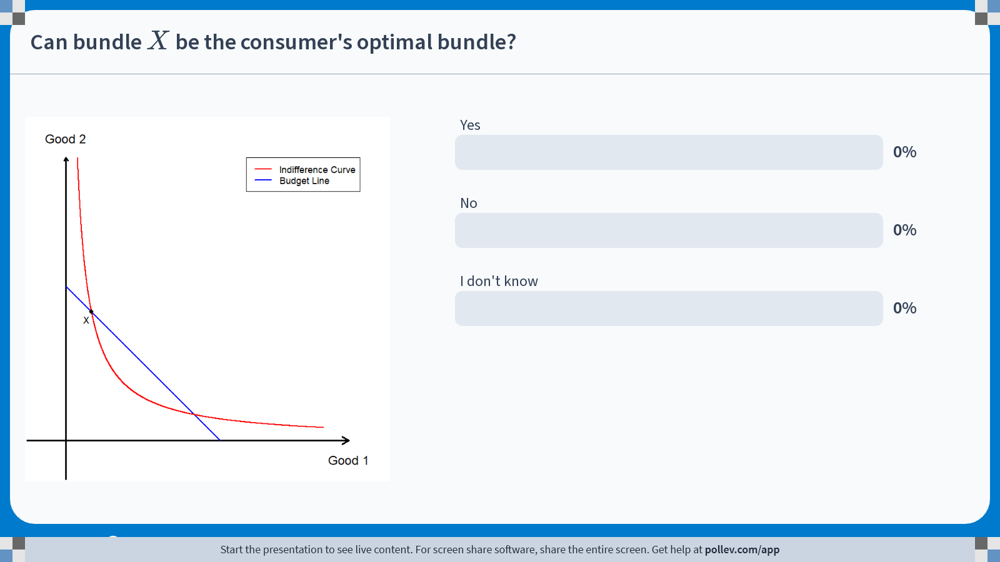 Can bundle X be the consumer's optimal bundle?
Good 2
Indifference Curve
Budget Line
X
Good 1
Yes
0%
No
0%
I don't know
0%
Start the presentation to see live content. For screen share software, share the entire screen. Get help at pollev.com/app